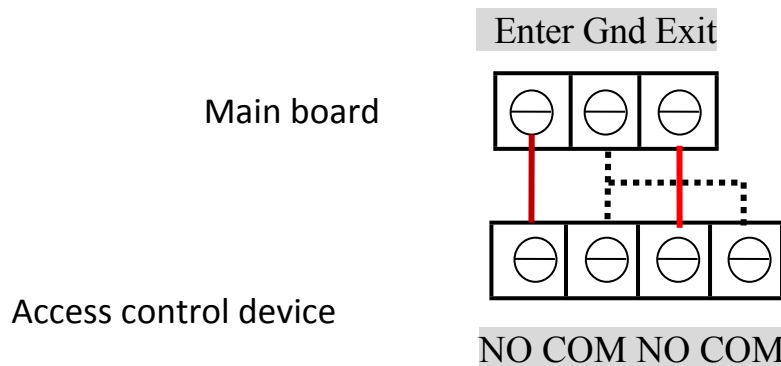 Enter Gnd Exit
Main board
Access control device
NO COM NO COM